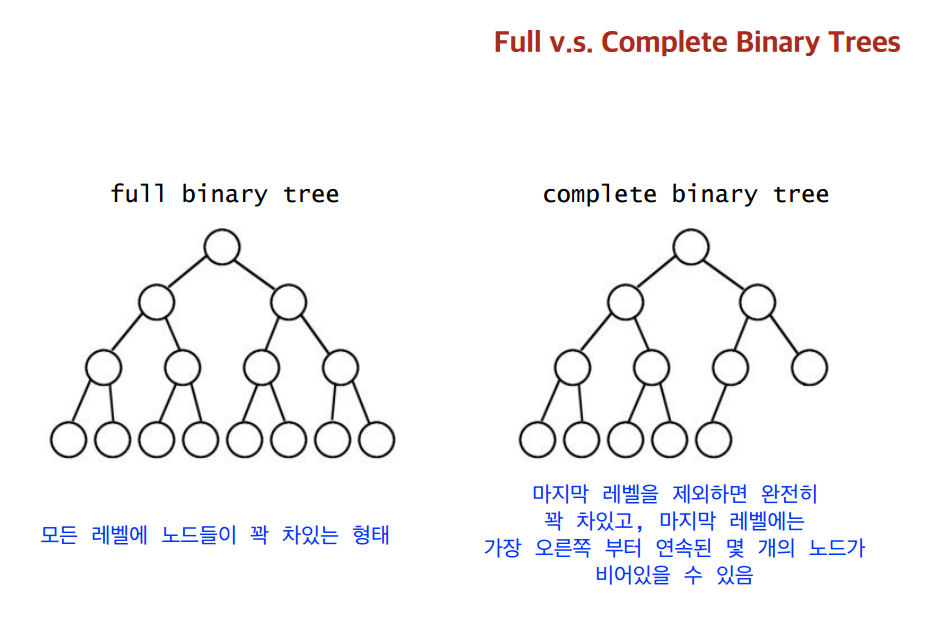 Full v.s. Complete Binary Trees
full binary tree
complete binary tree
모든 레벨에 노드들이 꽉 차있는 형태
마지막 레벨을 제외하면 완전히
꽉 차있고, 마지막 레벨에는
가장 오른쪽 부터 연속된 몇 개의 노드가
비어있을 수 있음